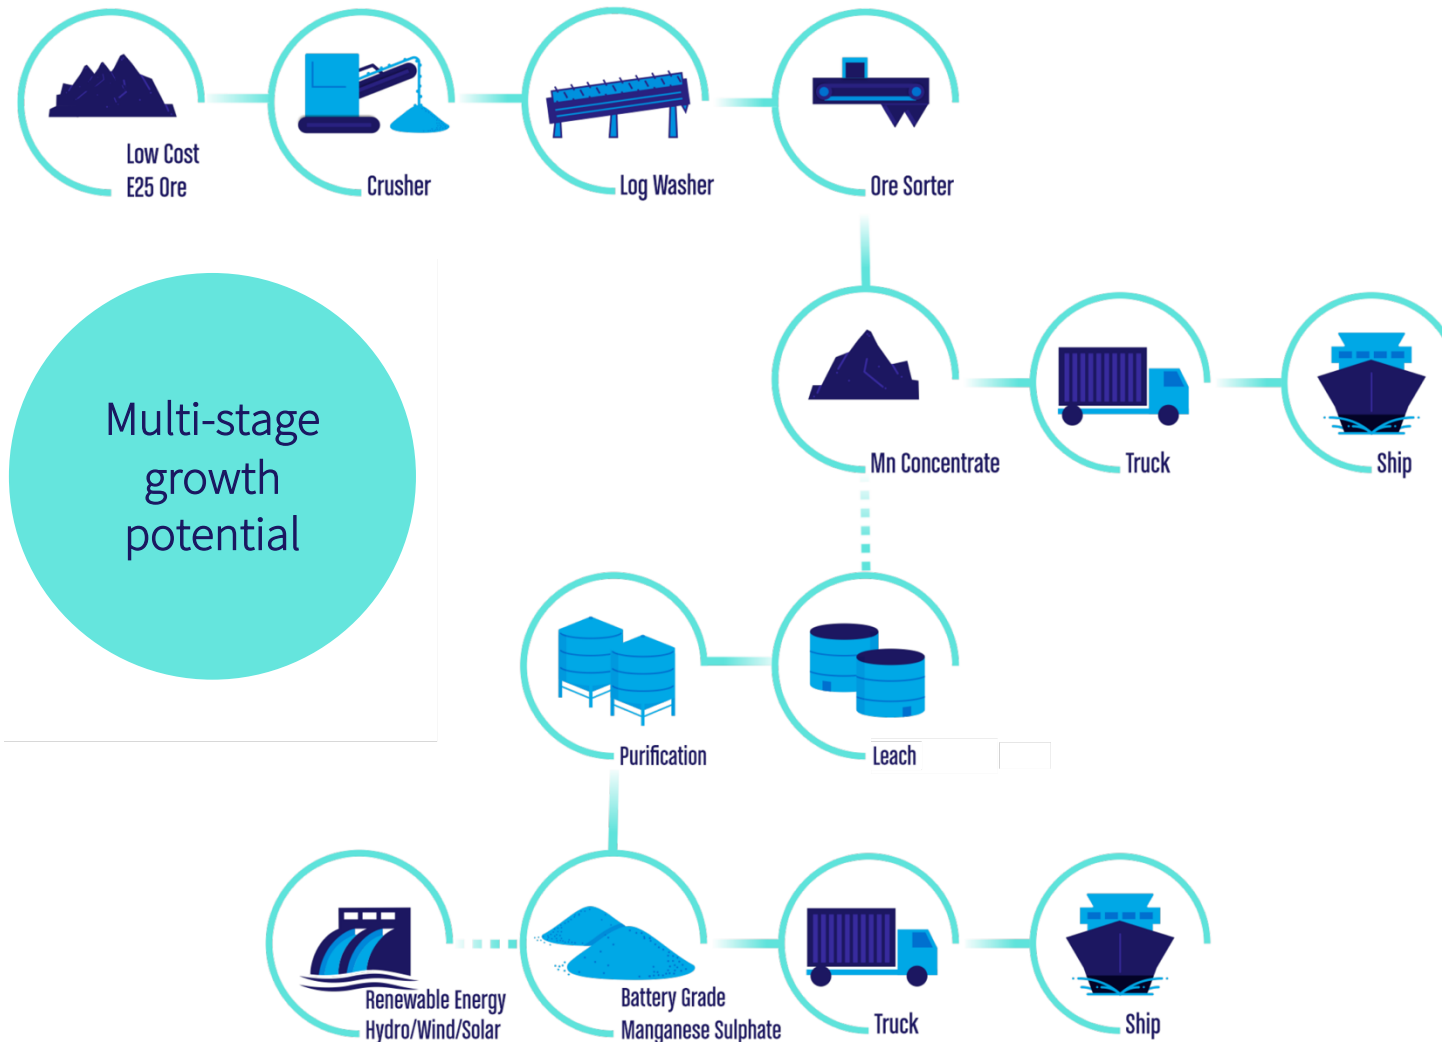 Low Cost
E25 Ore
Crusher
Log Washer
Ore Sorter
Multi-stage
growth
potential
Mn Concentrate
Truck
Ship
Purification
Leach
Renewable Energy
Hydro/Wind/Solar
Battery Grade
Manganese Sulphate
Truck
Ship